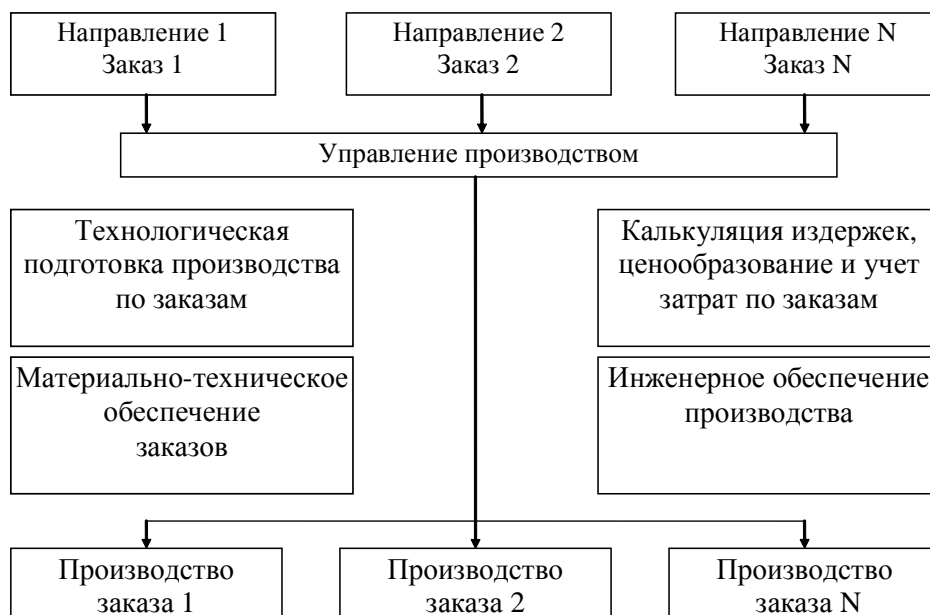 Направление 1
Заказ 1
Направление 2
Заказ 2
Направление N
Заказ N
Управление производством
Технологическая
подготовка производства
по заказам
Калькуляция издержек,
ценообразование и учет
затрат по заказам
Материально-техническое
обеспечение
заказов
Инженерное обеспечение
производства
Производство
заказа 1
Производство
заказа 2
Производство
заказа N